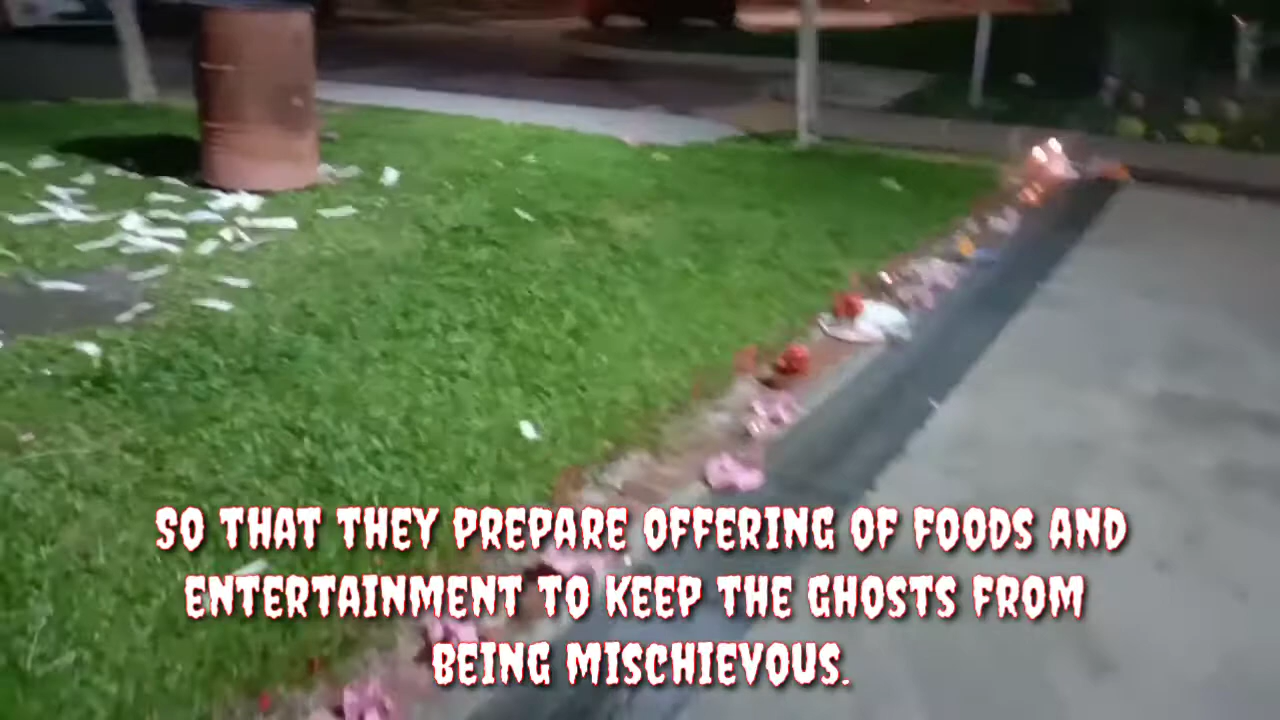 SO THAT THEY PREPARE OFFERING OF FOODS AND
ENTERTAINMENT TO KEEP THE GHOSTS FROM
BEING MISCHIEVOUS.